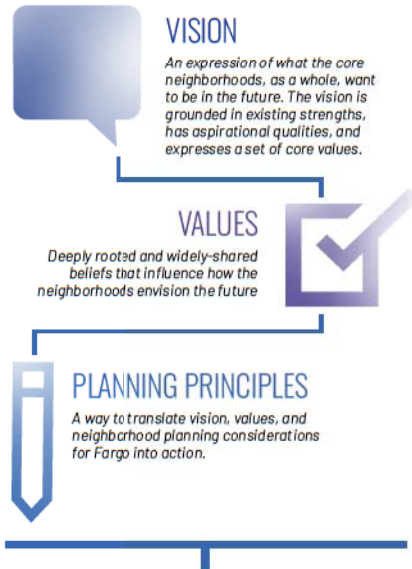 VISION
An expression of what the core
neighborhoods, as a whole, want
to be in the future. The vision is
grounded in existing strengths,
has aspirational qualities, and
expresses a set of core values.
VALUES
Deeply rooted and widely-shared
beliefs that influence how the
neighborhoods envision the future
PLANNING PRINCIPLES
A way to translate vision, values, and
neighborhood planning considerations
for Fargo into action.